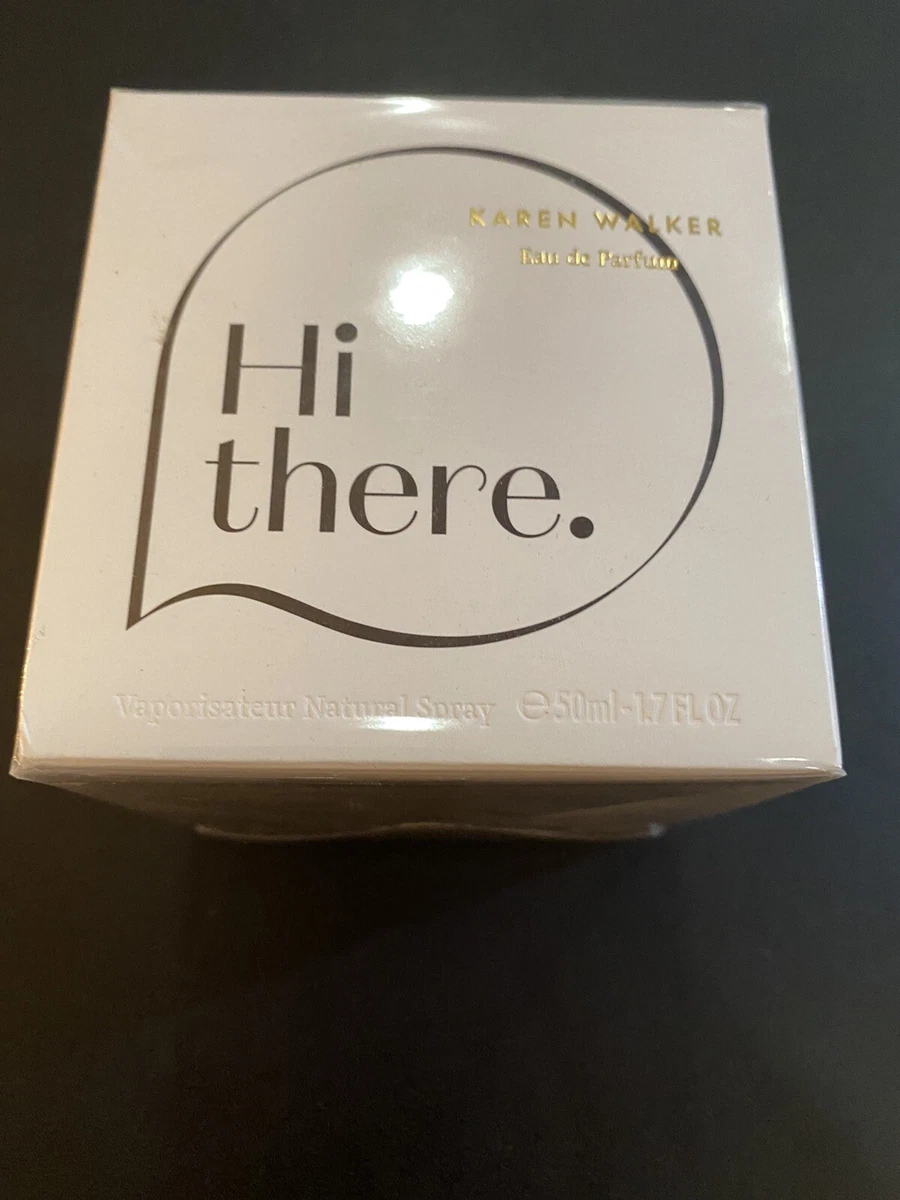 KAREN WALKER
Eau de Parfum
Hi
there.
Vaporisateur Natural Spray ℮50ml-1.7 FL OZ